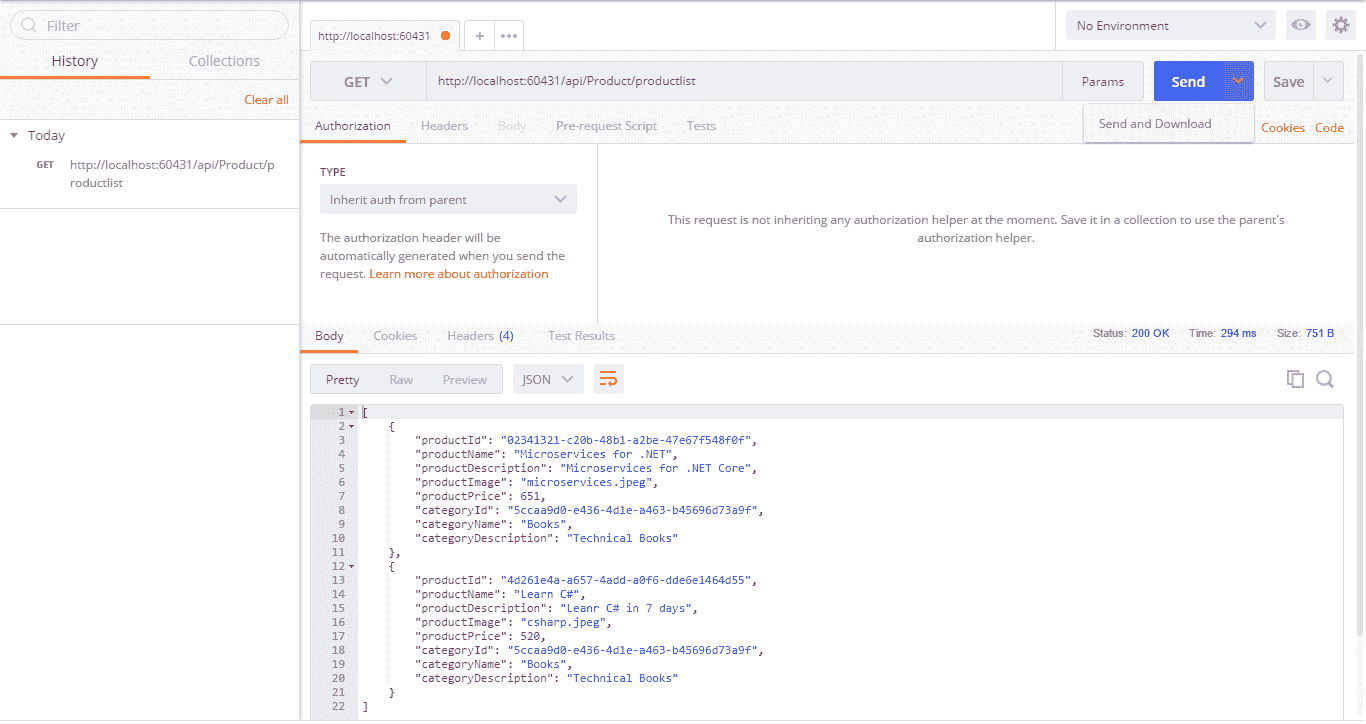 Filter
History Collections
Clear all
Today
GET http://localhost:60431/api/Product/p
roductlist
http://localhost:60431 + •••
No Environment
GET http://localhost:60431/api/Product/productlist Params Send Save
Send and Download
Authorization Headers Body Pre-request Script Tests Cookies Code
TYPE
Inherit auth from parent
The authorization header will be
automatically generated when you send the
request. Learn more about authorization
This request is not inheriting any authorization helper at the moment. Save it in a collection to use the parent's
authorization helper.
Body Cookies Headers (4) Test Results Status: 200 OK Time: 294 ms Size: 751 B
Pretty Raw Preview JSON
1 [
2 {
3 "productId": "02341321-c20b-48b1-a2be-47e67f548f0f",
4 "productName": "Microservices for .NET",
5 "productDescription": "Microservices for .NET Core",
6 "productImage": "microservices.jpeg",
7 "productPrice": 651,
8 "categoryId": "5ccaa9d0-e436-4d1e-a463-b45696d73a9f",
9 "categoryName": "Books",
10 "categoryDescription": "Technical Books"
11 },
12 {
13 "productId": "4d261e4a-a657-4add-a0f6-dde6e1464d55",
14 "productName": "Learn C#",
15 "productDescription": "Leanr C# in 7 days",
16 "productImage": "csharp.jpeg",
17 "productPrice": 520,
18 "categoryId": "5ccaa9d0-e436-4d1e-a463-b45696d73a9f",
19 "categoryName": "Books",
20 "categoryDescription": "Technical Books"
21 }
22 ]